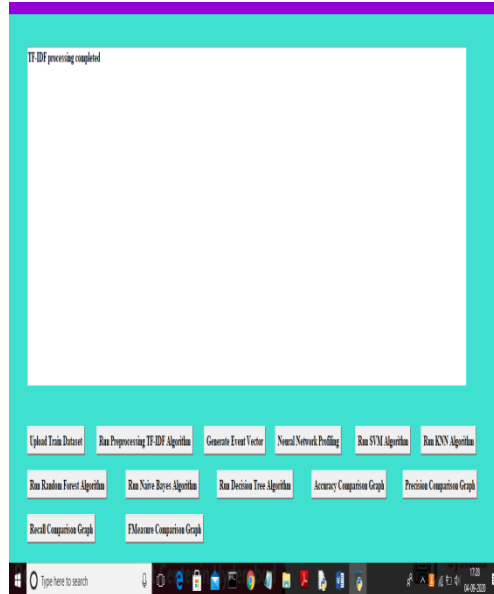 TF-IDF processing completed
Upload Train Dataset Run Preprocessing TF-IDF Algorithm Generate Event Vector Neural Network Profiling Run SVM Algorithm Run KNN Algorithm
Run Random Forest Algorithm Run Naive Bayes Algorithm Run Decision Tree Algorithm Accuracy Comparison Graph Precision Comparison Graph
Recall Comparison Graph FMeasure Comparison Graph
Type here to search
17:28
04-09-2020